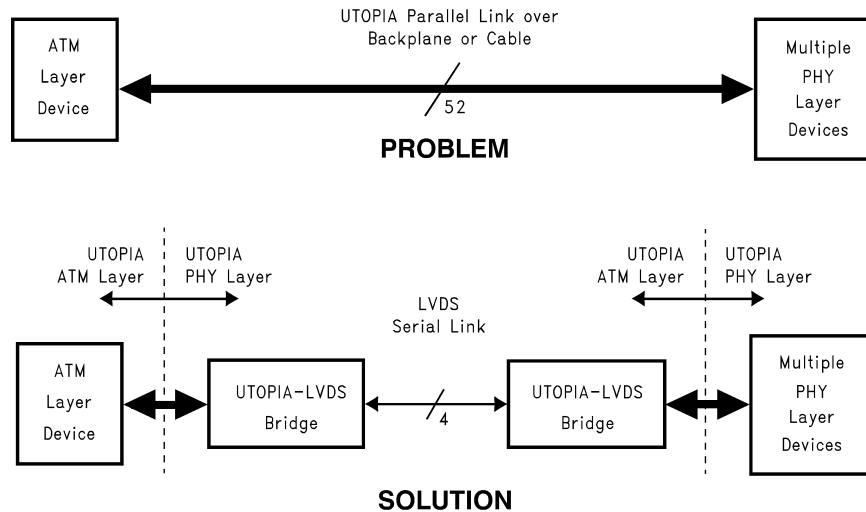 UTOPIA Parallel Link over
Backplane or Cable
ATM
Layer
Device
52
Multiple
PHY
Layer
Devices
PROBLEM
UTOPIA
ATM Layer
UTOPIA
PHY Layer
UTOPIA
ATM Layer
UTOPIA
PHY Layer
LVDS
Serial Link
ATM
Layer
Device
UTOPIA-LVDS
Bridge
4
UTOPIA-LVDS
Bridge
Multiple
PHY
Layer
Devices
SOLUTION